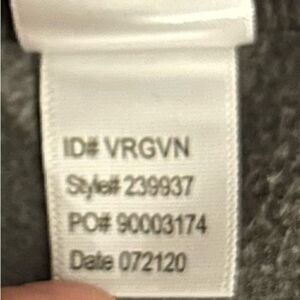 ID# VRGVN
Style# 239937
PO# 90003174
Date 072120